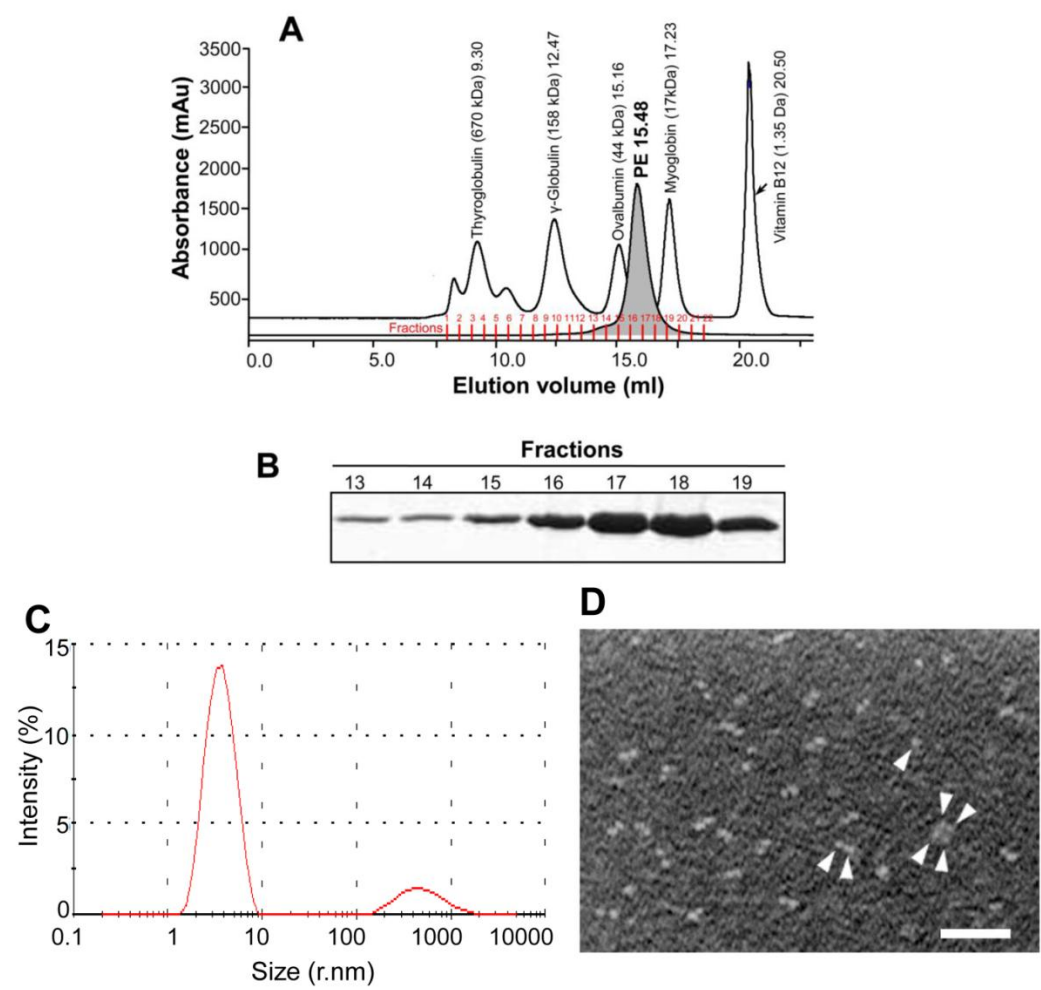 A
3500
3000
2500
2000
1500
1000
500
Absorbance (mAu)
Thyroglobulin (670 kDa) 9.30
γ-Globulin (158 kDa) 12.47
Ovalbumin (44 kDa) 15.16
PE 15.48
Myoglobin (17kDa) 17.23
Vitamin B12 (1.35 Da) 20.50
Fractions
1 2 3 4 5 6 7 8 9 10 11 12 13 14 15 16 17 18 19 20 21 22
0.0 5.0 10.0 15.0 20.0
Elution volume (ml)
B
Fractions
13 14 15 16 17 18 19
C
15
10
5
0
Intensity (%)
0.1 1 10 100 1000 10000
Size (r.nm)
D